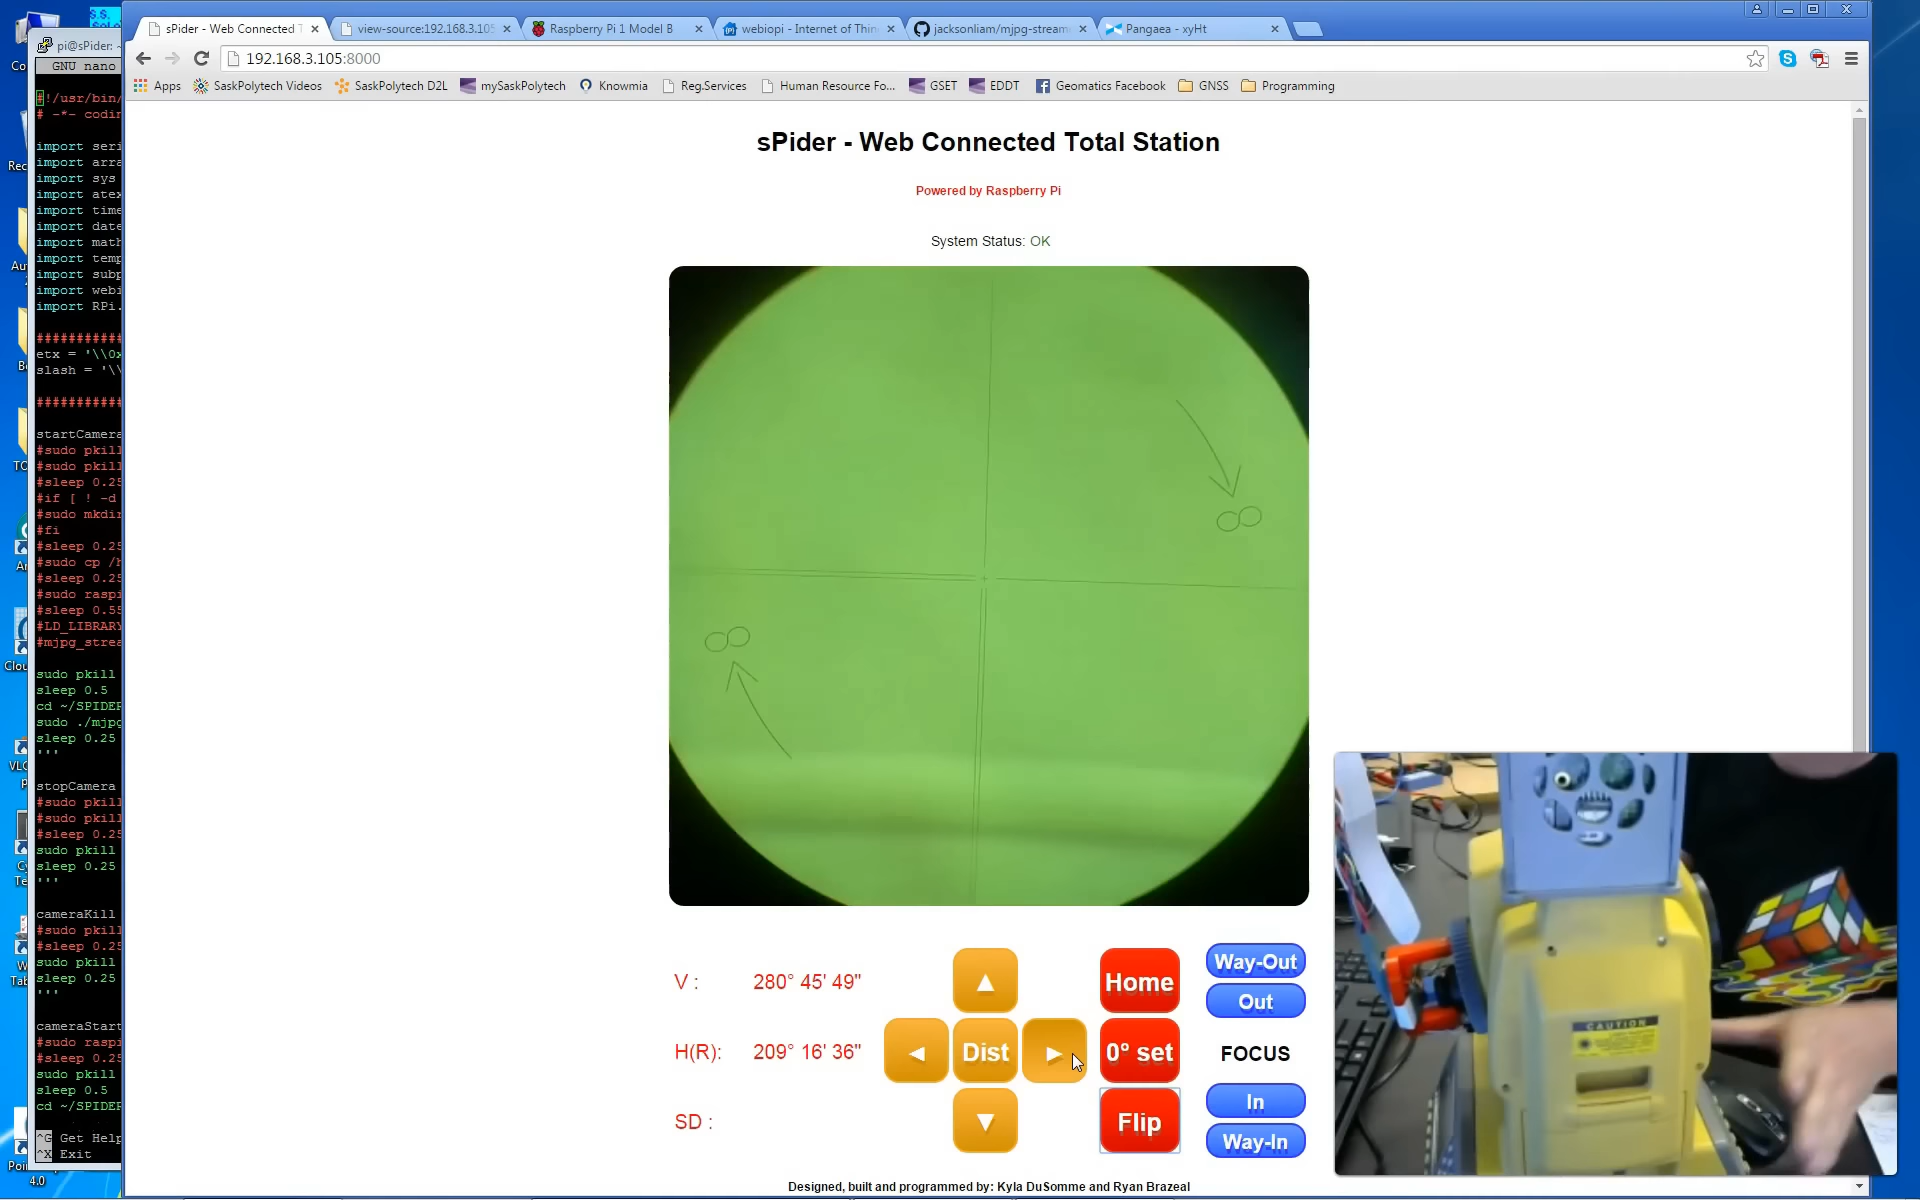 S.S.
Solu
pi@sPider: ~
GNU nano
sPider - Web Connected T
view-source:192.168.3.105
Raspberry Pi 1 Model B
webiopi - Internet of Thin
jacksonliam/mjpg-stream
Pangaea - xyHt
192.168.3.105:8000
Apps
SaskPolytech Videos
SaskPolytech D2L
mySaskPolytech
Knowmia
Reg.Services
Human Resource Fo...
GSET
EDDT
Geomatics Facebook
GNSS
Programming
#!/usr/bin/
# -*- codin
import seri
import arra
import sys
import atex
import time
import date
import math
import temp
import subp
import webi
import RPi.
###########
etx = '\\0x
slash = '\\
###########
startCamera
#sudo pkill
#sudo pkill
#sleep 0.25
#if [ ! -d
#sudo mkdir
#fi
#sleep 0.25
#sudo cp /h
#sleep 0.25
#sudo raspi
#sleep 0.55
#LD_LIBRARY
#mjpg_strea
sudo pkill
sleep 0.5
cd ~/SPIDER
sudo ./mjpg
sleep 0.25
'''
stopCamera
#sudo pkill
#sudo pkill
#sleep 0.25
sudo pkill
sleep 0.25
'''
cameraKill
#sudo pkill
#sleep 0.25
sudo pkill
sleep 0.25
'''
cameraStart
#sudo raspi
#sleep 0.25
sudo pkill
sleep 0.5
cd ~/SPIDER
^G Get Help
^X Exit
4.0
sPider - Web Connected Total Station
Powered by Raspberry Pi
System Status: OK
V : 280° 45' 49"
H(R): 209° 16' 36"
SD :
▲
◄ Dist ►
▼
Home
0° set
Flip
Way-Out
Out
FOCUS
In
Way-In
CAUTION
Designed, built and programmed by: Kyla DuSomme and Ryan Brazeal